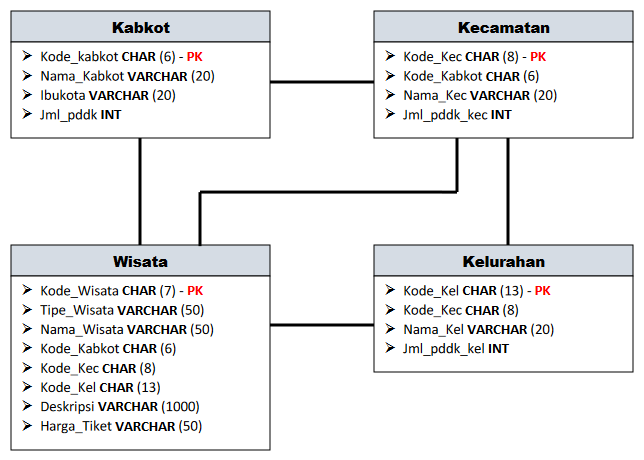 Kabkot
Kode_kabkot CHAR (6) - PK
Nama_Kabkot VARCHAR (20)
Ibukota VARCHAR (20)
Jml_pddk INT
Kecamatan
Kode_Kec CHAR (8) - PK
Kode_Kabkot CHAR (6)
Nama_Kec VARCHAR (20)
Jml_pddk_kec INT
Wisata
Kode_Wisata CHAR (7) - PK
Tipe_Wisata VARCHAR (50)
Nama_Wisata VARCHAR (50)
Kode_Kabkot CHAR (6)
Kode_Kec CHAR (8)
Kode_Kel CHAR (13)
Deskripsi VARCHAR (1000)
Harga_Tiket VARCHAR (50)
Kelurahan
Kode_Kel CHAR (13) - PK
Kode_Kec CHAR (8)
Nama_Kel VARCHAR (20)
Jml_pddk_kel INT